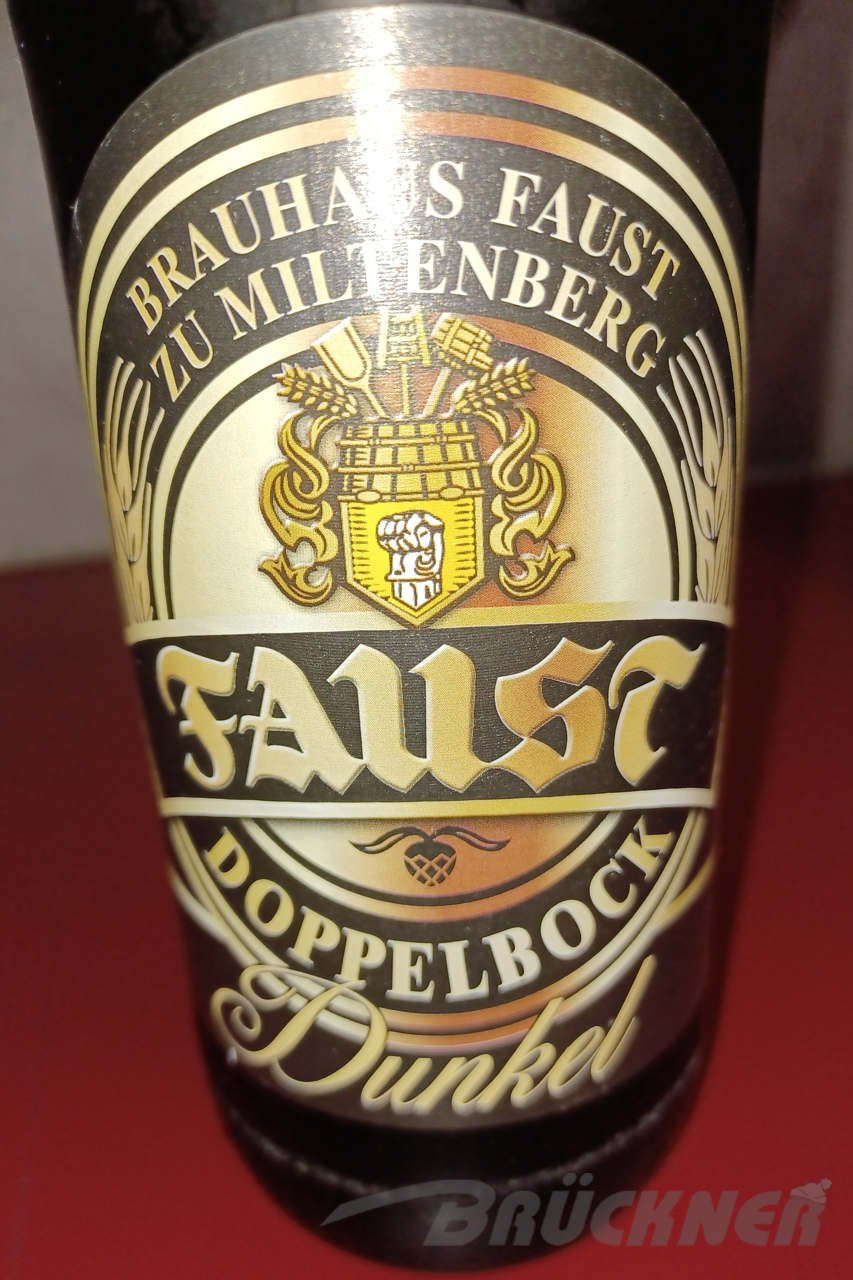 BRAUHAUS FAUST
ZU MILTENBERG
FAUST
DOPPELBOCK
Dunkel
BRÜCKNER